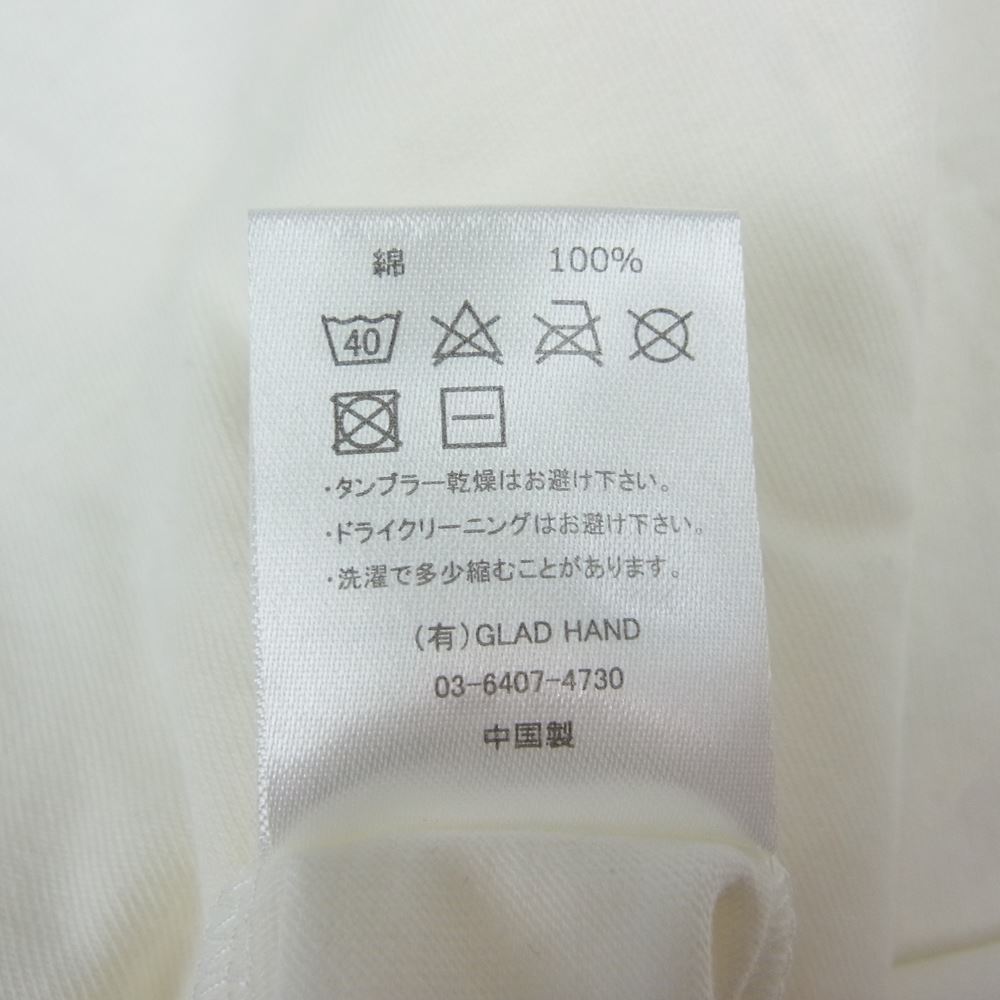 綿 100%
40
・タンブラー乾燥はお避け下さい。
・ドライクリーニングはお避け下さい。
・洗濯で多少縮むことがあります。
(有)GLAD HAND
03-6407-4730
中国製